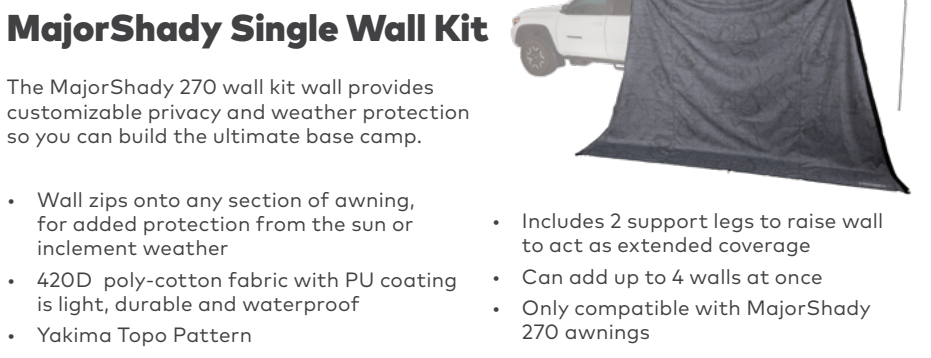 MajorShady Single Wall Kit
The MajorShady 270 wall kit wall provides
customizable privacy and weather protection
so you can build the ultimate base camp.
• Wall zips onto any section of awning,
for added protection from the sun or
inclement weather
• 420D poly-cotton fabric with PU coating
is light, durable and waterproof
• Yakima Topo Pattern
• Includes 2 support legs to raise wall
to act as extended coverage
• Can add up to 4 walls at once
• Only compatible with MajorShady
270 awnings